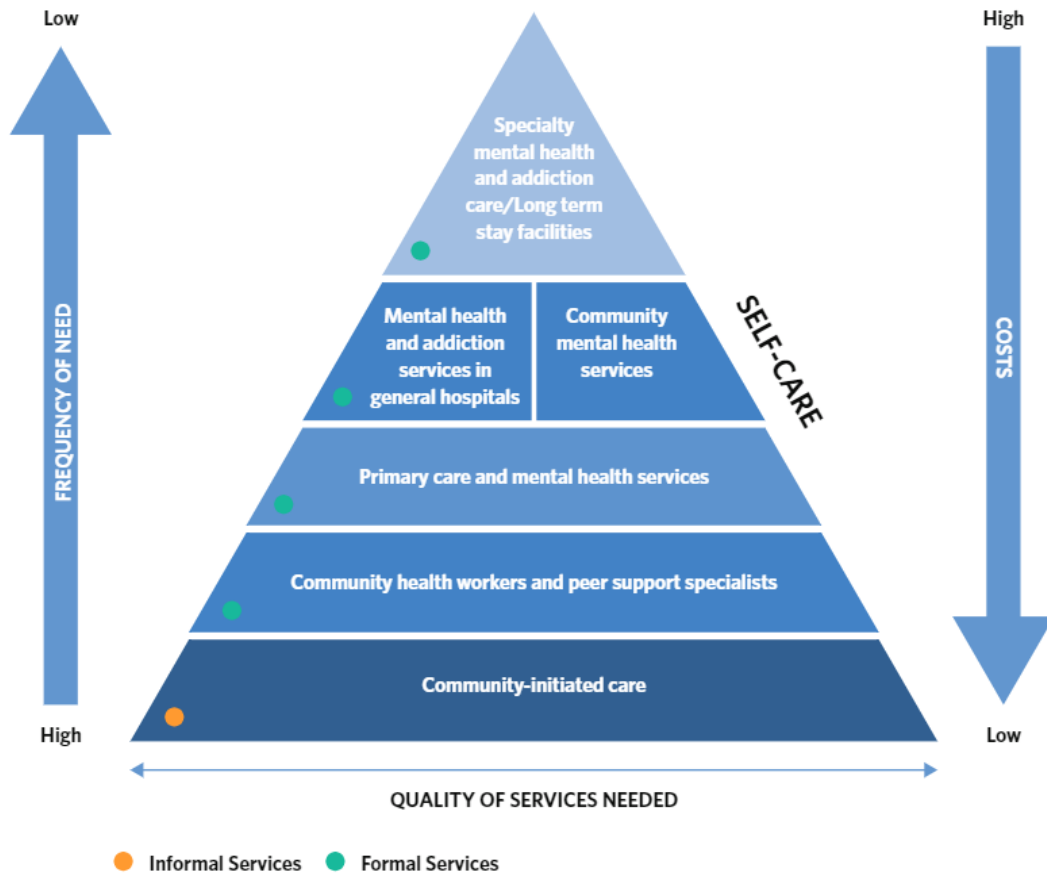 Low
High
Specialty
mental health
and addiction
care/Long term
stay facilities
FREQUENCY OF NEED
Mental health
and addiction
services in
general hospitals
Community
mental health
services
SELF-CARE
COSTS
Primary care and mental health services
Community health workers and peer support specialists
Community-initiated care
High
Low
QUALITY OF SERVICES NEEDED
Informal Services
Formal Services